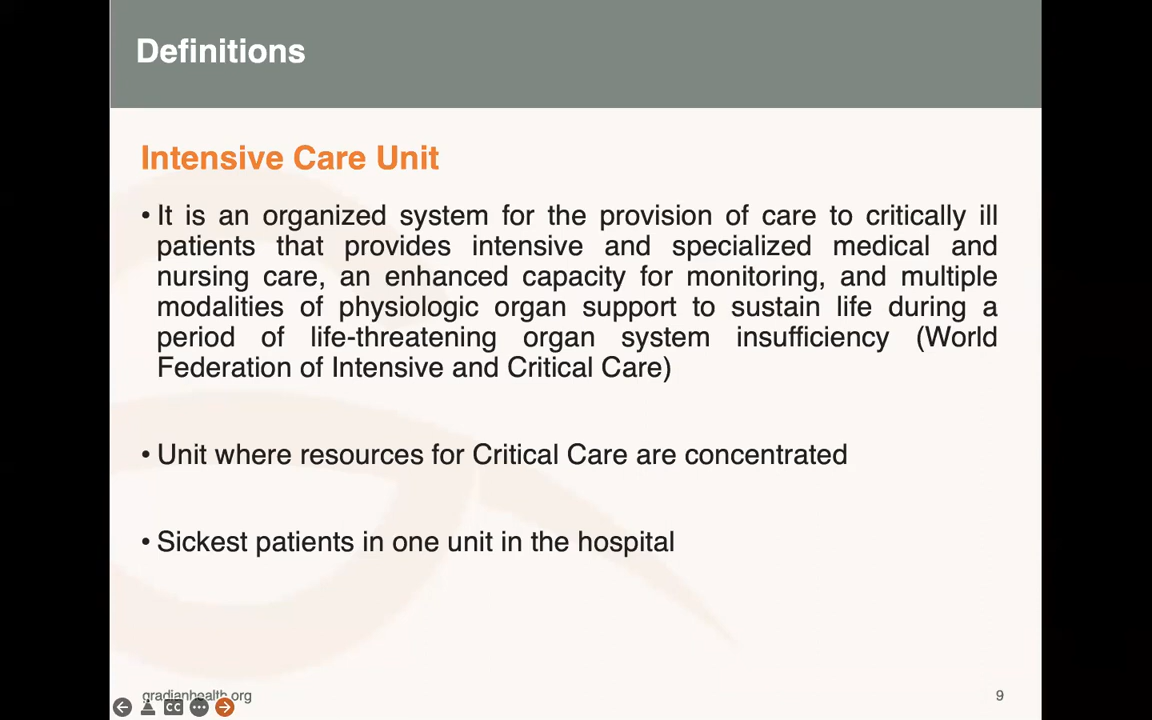 Definitions
Intensive Care Unit
• It is an organized system for the provision of care to critically ill
patients that provides intensive and specialized medical and
nursing care, an enhanced capacity for monitoring, and multiple
modalities of physiologic organ support to sustain life during a
period of life-threatening organ system insufficiency (World
Federation of Intensive and Critical Care)
• Unit where resources for Critical Care are concentrated
• Sickest patients in one unit in the hospital
gradianhealth.org
9
CC